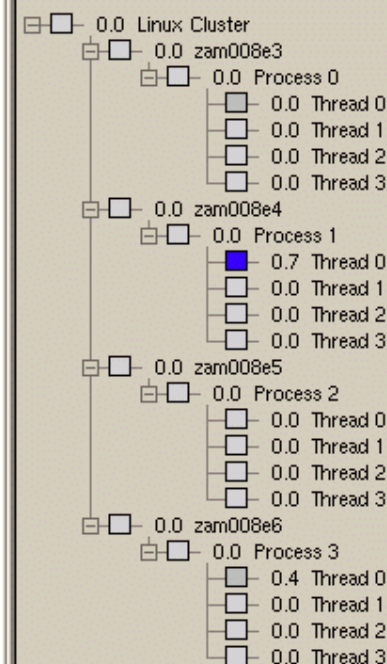 0.0 Linux Cluster
0.0 zam008e3
0.0 Process 0
0.0 Thread 0
0.0 Thread 1
0.0 Thread 2
0.0 Thread 3
0.0 zam008e4
0.0 Process 1
0.7 Thread 0
0.0 Thread 1
0.0 Thread 2
0.0 Thread 3
0.0 zam008e5
0.0 Process 2
0.0 Thread 0
0.0 Thread 1
0.0 Thread 2
0.0 Thread 3
0.0 zam008e6
0.0 Process 3
0.4 Thread 0
0.0 Thread 1
0.0 Thread 2
0.0 Thread 3